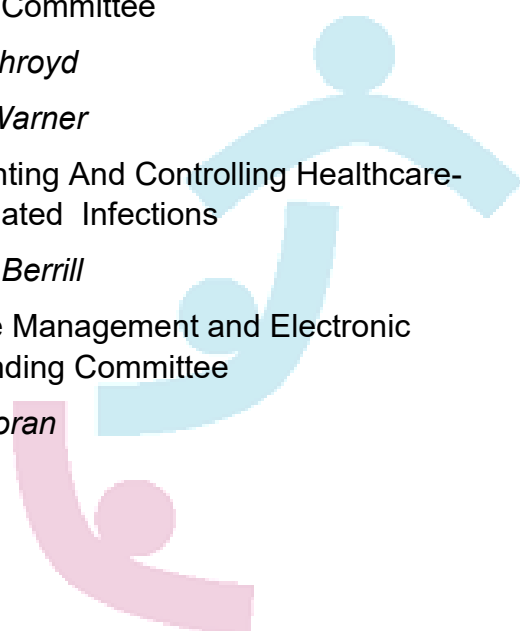 Committee
hroyd
Warner
nting And Controlling Healthcare-
ated  Infections
Berrill
e Management and Electronic
nding Committee
oran